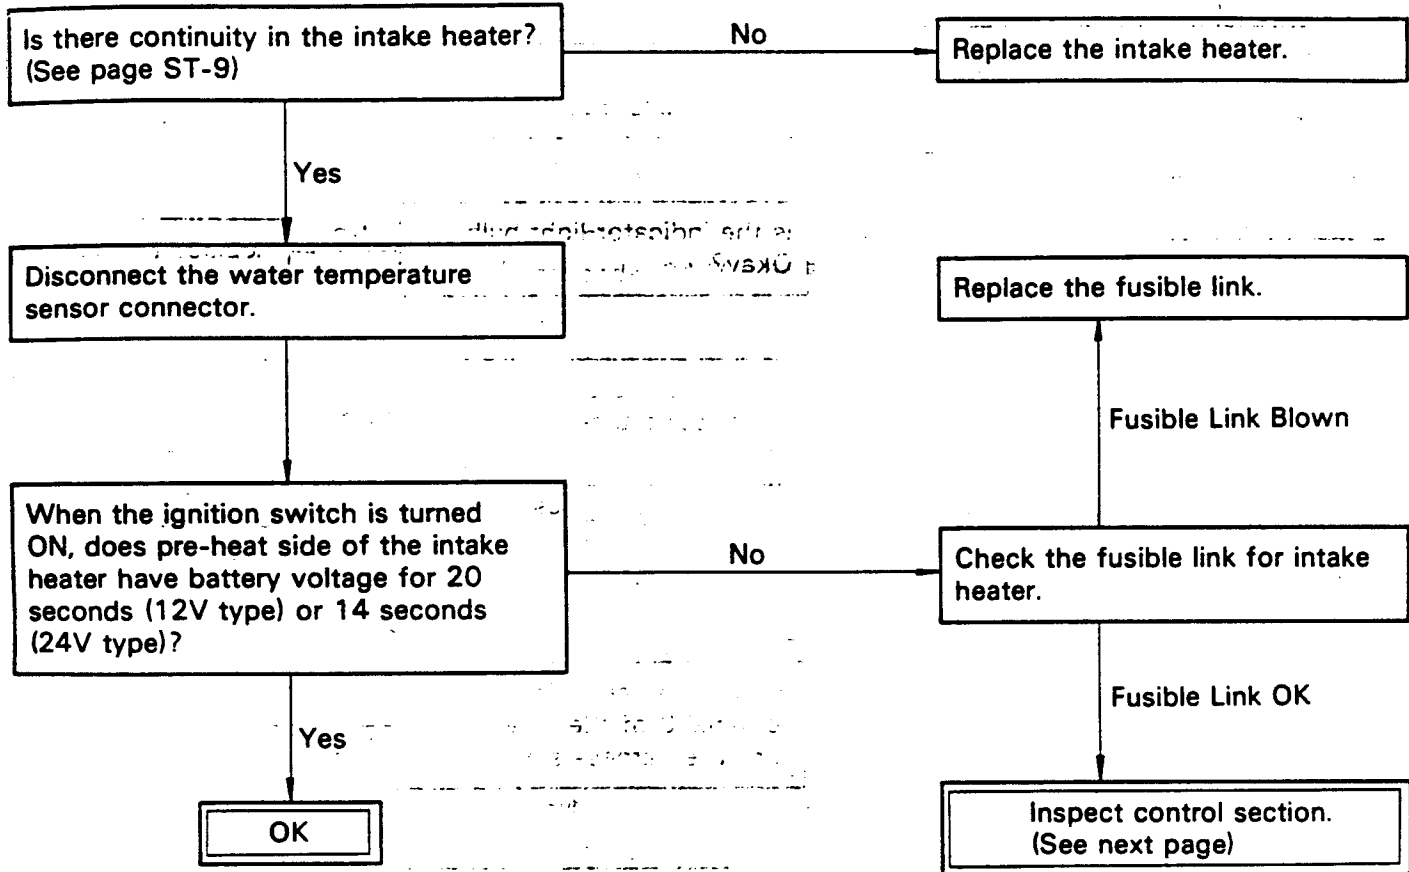 Is there continuity in the intake heater?
(See page ST-9)
No
Replace the intake heater.
Yes
Disconnect the water temperature
sensor connector.
Replace the fusible link.
Fusible Link Blown
When the ignition switch is turned
ON, does pre-heat side of the intake
heater have battery voltage for 20
seconds (12V type) or 14 seconds
(24V type)?
No
Check the fusible link for intake
heater.
Fusible Link OK
Yes
OK
Inspect control section.
(See next page)